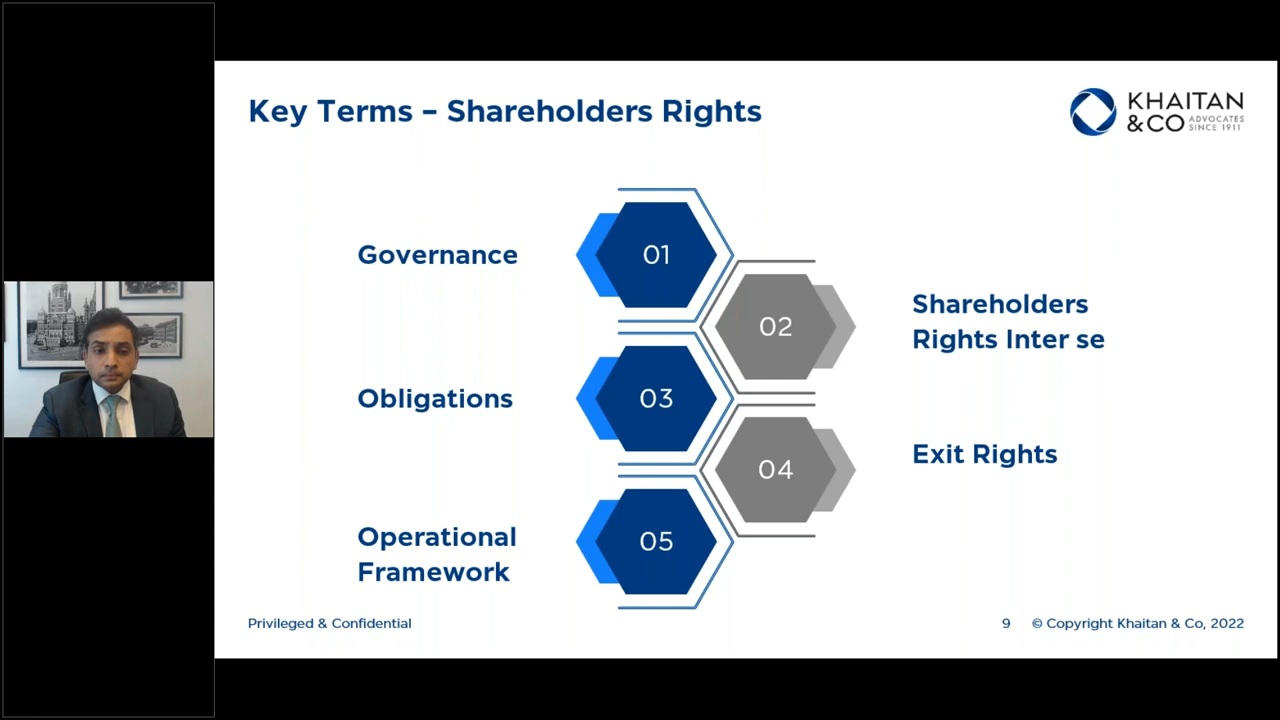 Key Terms – Shareholders Rights
KHAITAN
&CO ADVOCATES
SINCE 1911
Governance
01
02
Shareholders
Rights Inter se
Obligations
03
04
Exit Rights
Operational
Framework
05
Privileged & Confidential
9
© Copyright Khaitan & Co, 2022